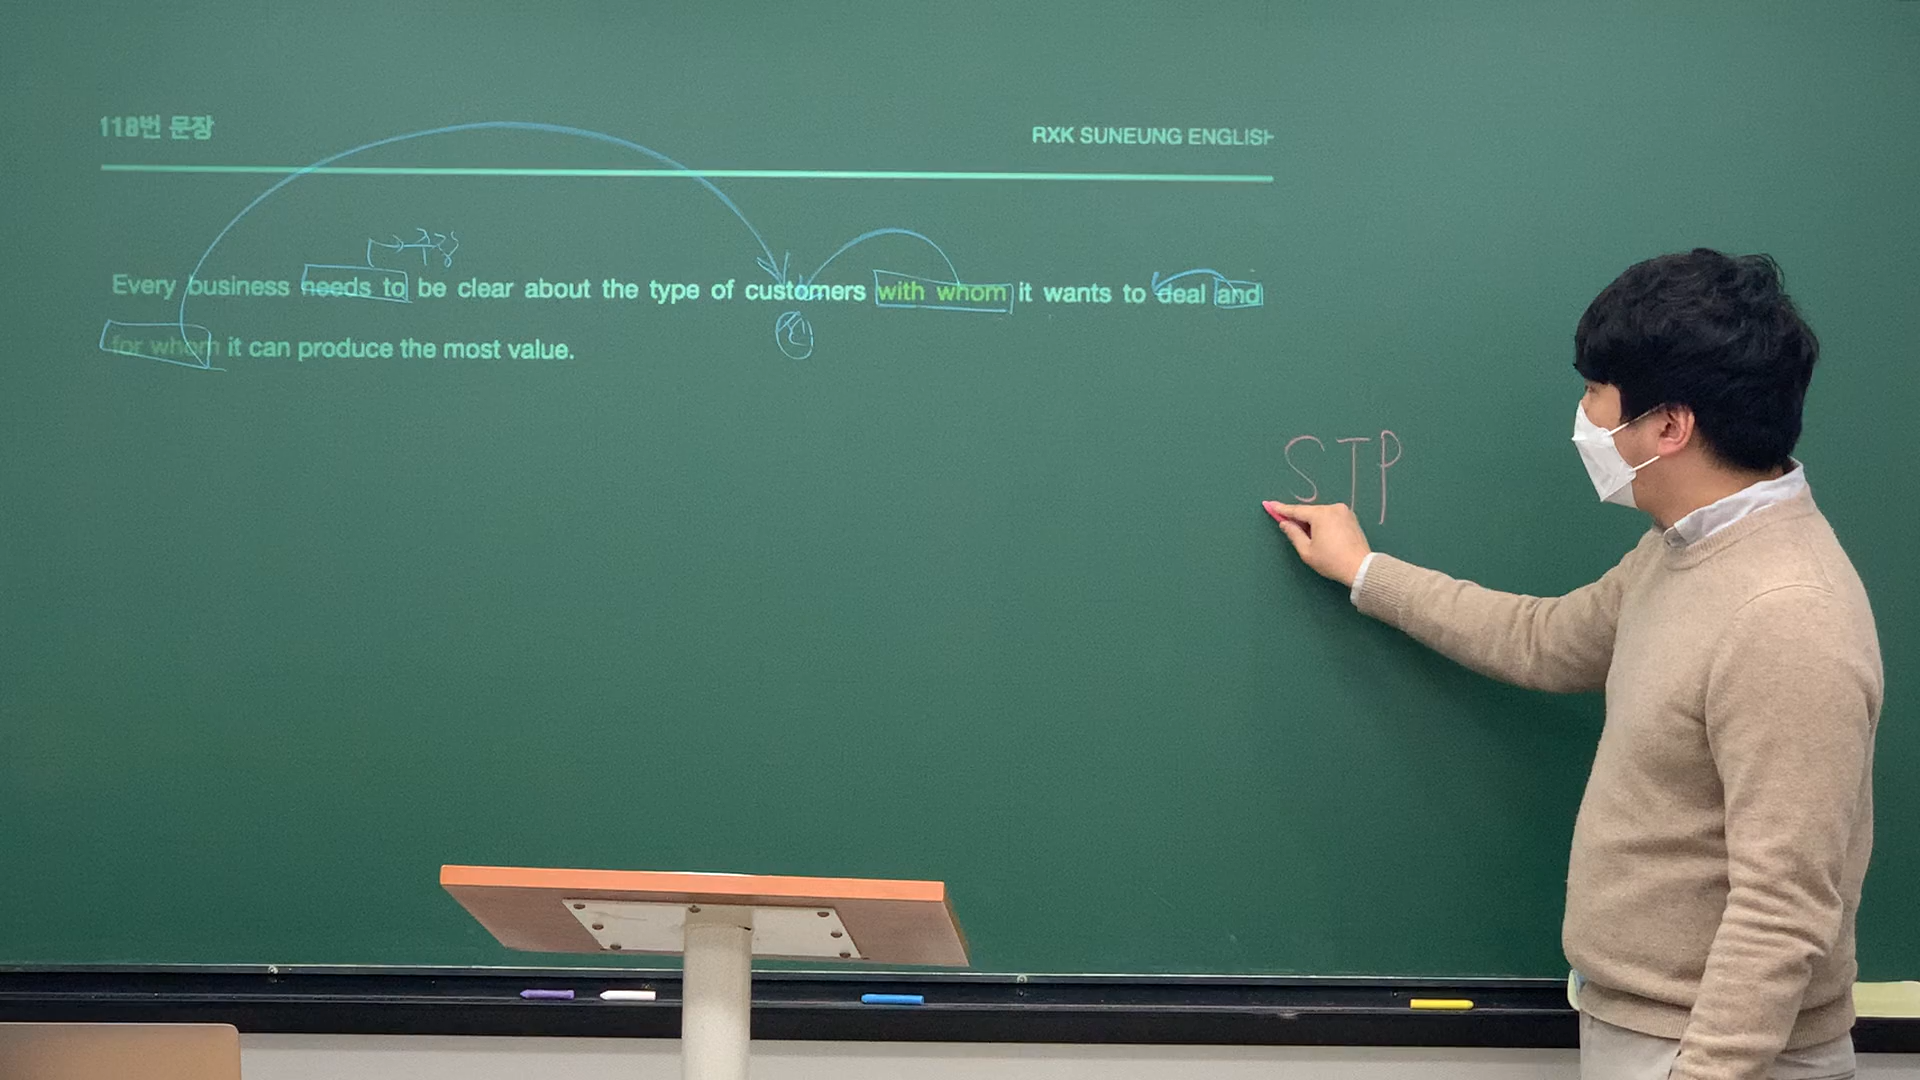 118번 문장
RXK SUNEUNG ENGLISH
주장
Every business needs to be clear about the type of customers with whom it wants to deal and
for whom it can produce the most value.
STP